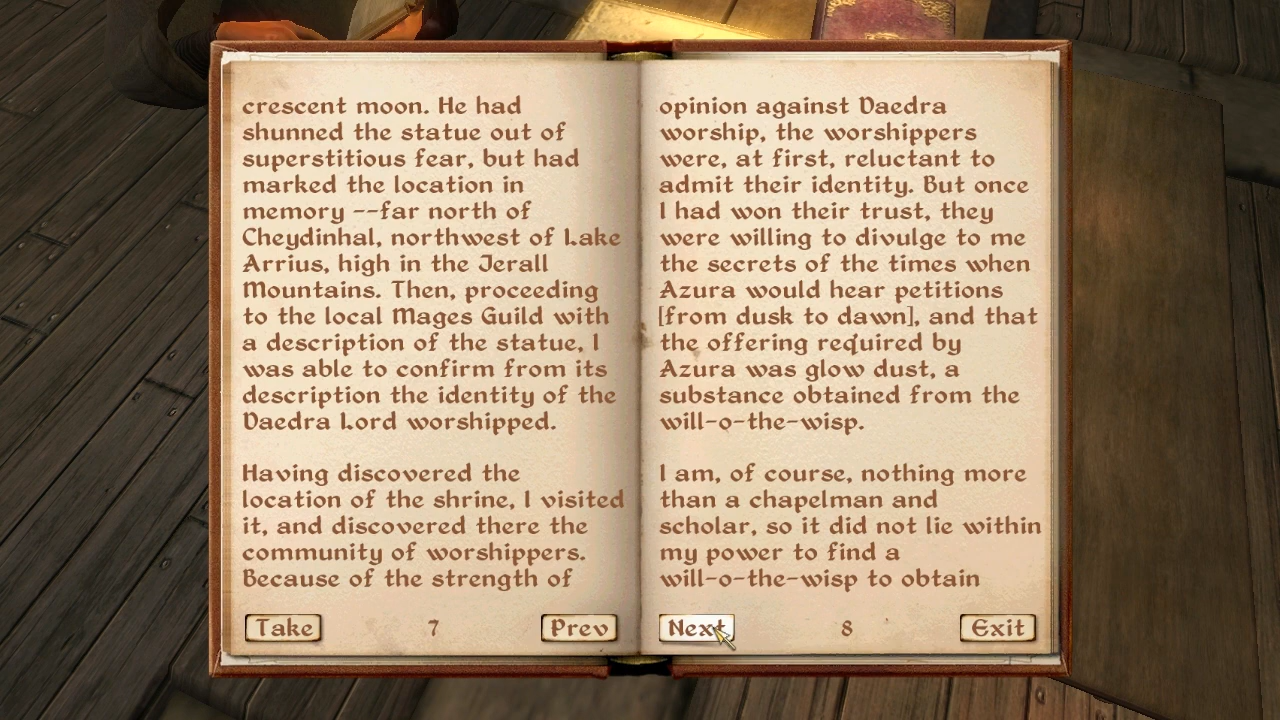 crescent moon. He had
shunned the statue out of
superstitious fear, but had
marked the location in
memory --far north of
Cheydinhal, northwest of Lake
Arrius, high in the Jerall
Mountains. Then, proceeding
to the local Mages Guild with
a description of the statue, I
was able to confirm from its
description the identity of the
Daedra Lord worshipped.
Having discovered the
location of the shrine, I visited
it, and discovered there the
community of worshippers.
Because of the strength of
Take
7
Prev
opinion against Daedra
worship, the worshippers
were, at first, reluctant to
admit their identity. But once
I had won their trust, they
were willing to divulge to me
the secrets of the times when
Azura would hear petitions
[from dusk to dawn], and that
the offering required by
Azura was glow dust, a
substance obtained from the
will-o-the-wisp.
I am, of course, nothing more
than a chapelman and
scholar, so it did not lie within
my power to find a
will-o-the-wisp to obtain
Next
8
Exit